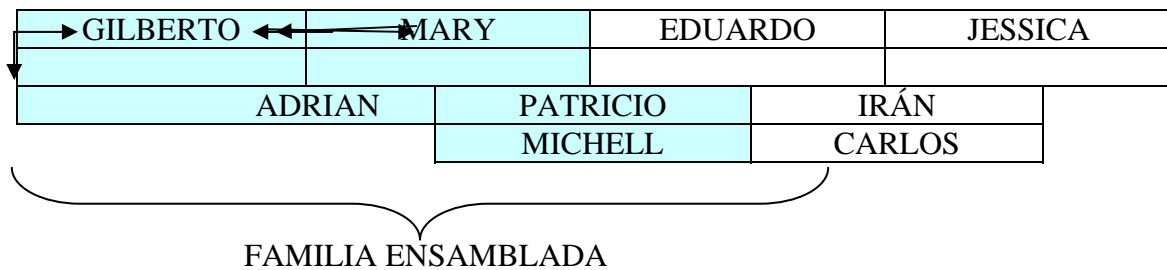 GILBERTO MARY EDUARDO JESSICA
ADRIAN PATRICIO IRÁN
MICHELL CARLOS
FAMILIA ENSAMBLADA